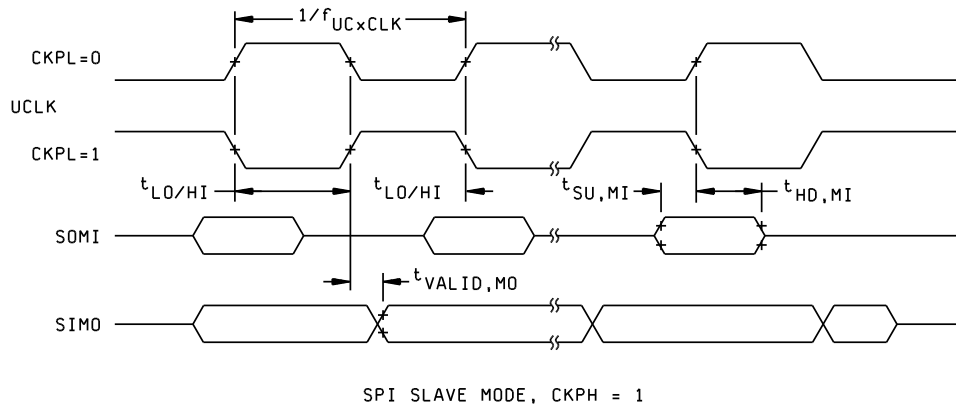 1/fUCxCLK
CKPL=0
UCLK
CKPL=1
tLO/HI
tLO/HI
tSU,MI
tHD,MI
SOMI
tVALID,MO
SIMO
SPI SLAVE MODE, CKPH = 1